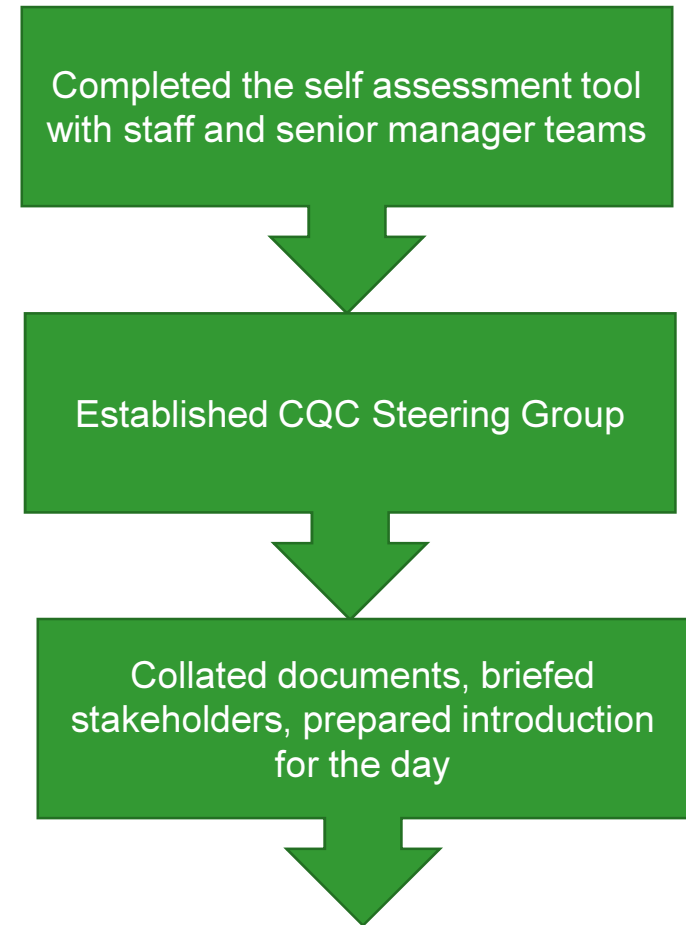 Completed the self assessment tool
with staff and senior manager teams
Established CQC Steering Group
Collated documents, briefed
stakeholders, prepared introduction
for the day